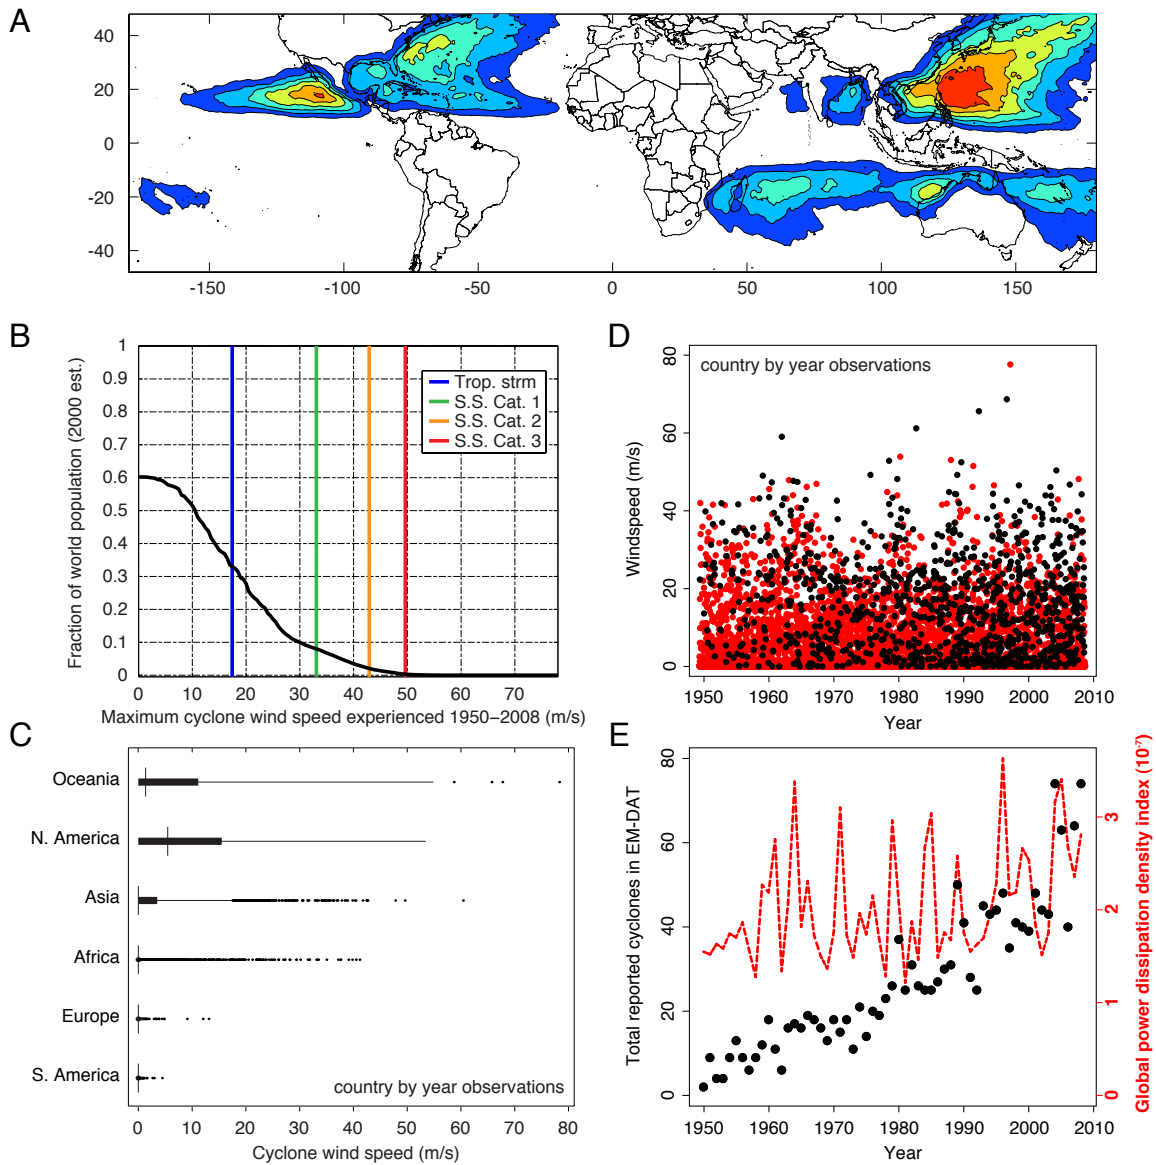 A
40
20
0
-20
-40
-150
-100
-50
0
50
100
150
B
Fraction of world population (2000 est.)
1
0.9
0.8
0.7
0.6
0.5
0.4
0.3
0.2
0.1
0
Trop. strm
S.S. Cat. 1
S.S. Cat. 2
S.S. Cat. 3
0 10 20 30 40 50 60 70
Maximum cyclone wind speed experienced 1950–2008 (m/s)
D
country by year observations
Windspeed (m/s)
80
60
40
20
0
1950 1960 1970 1980 1990 2000 2010
Year
C
Oceania
N. America
Asia
Africa
Europe
S. America
country by year observations
0 10 20 30 40 50 60 70 80
Cyclone wind speed (m/s)
E
Total reported cyclones in EM-DAT
80
60
40
20
0
Global power dissipation density index (10⁻⁷)
3
2
1
0
1950 1960 1970 1980 1990 2000 2010
Year